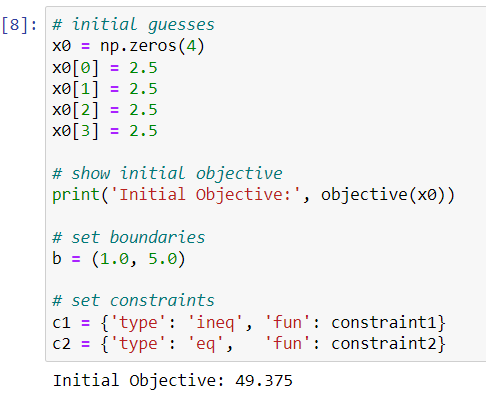 [8]: # initial guesses
x0 = np.zeros(4)
x0[0] = 2.5
x0[1] = 2.5
x0[2] = 2.5
x0[3] = 2.5
# show initial objective
print('Initial Objective:', objective(x0))
# set boundaries
b = (1.0, 5.0)
# set constraints
c1 = {'type': 'ineq', 'fun': constraint1}
c2 = {'type': 'eq',   'fun': constraint2}
Initial Objective: 49.375